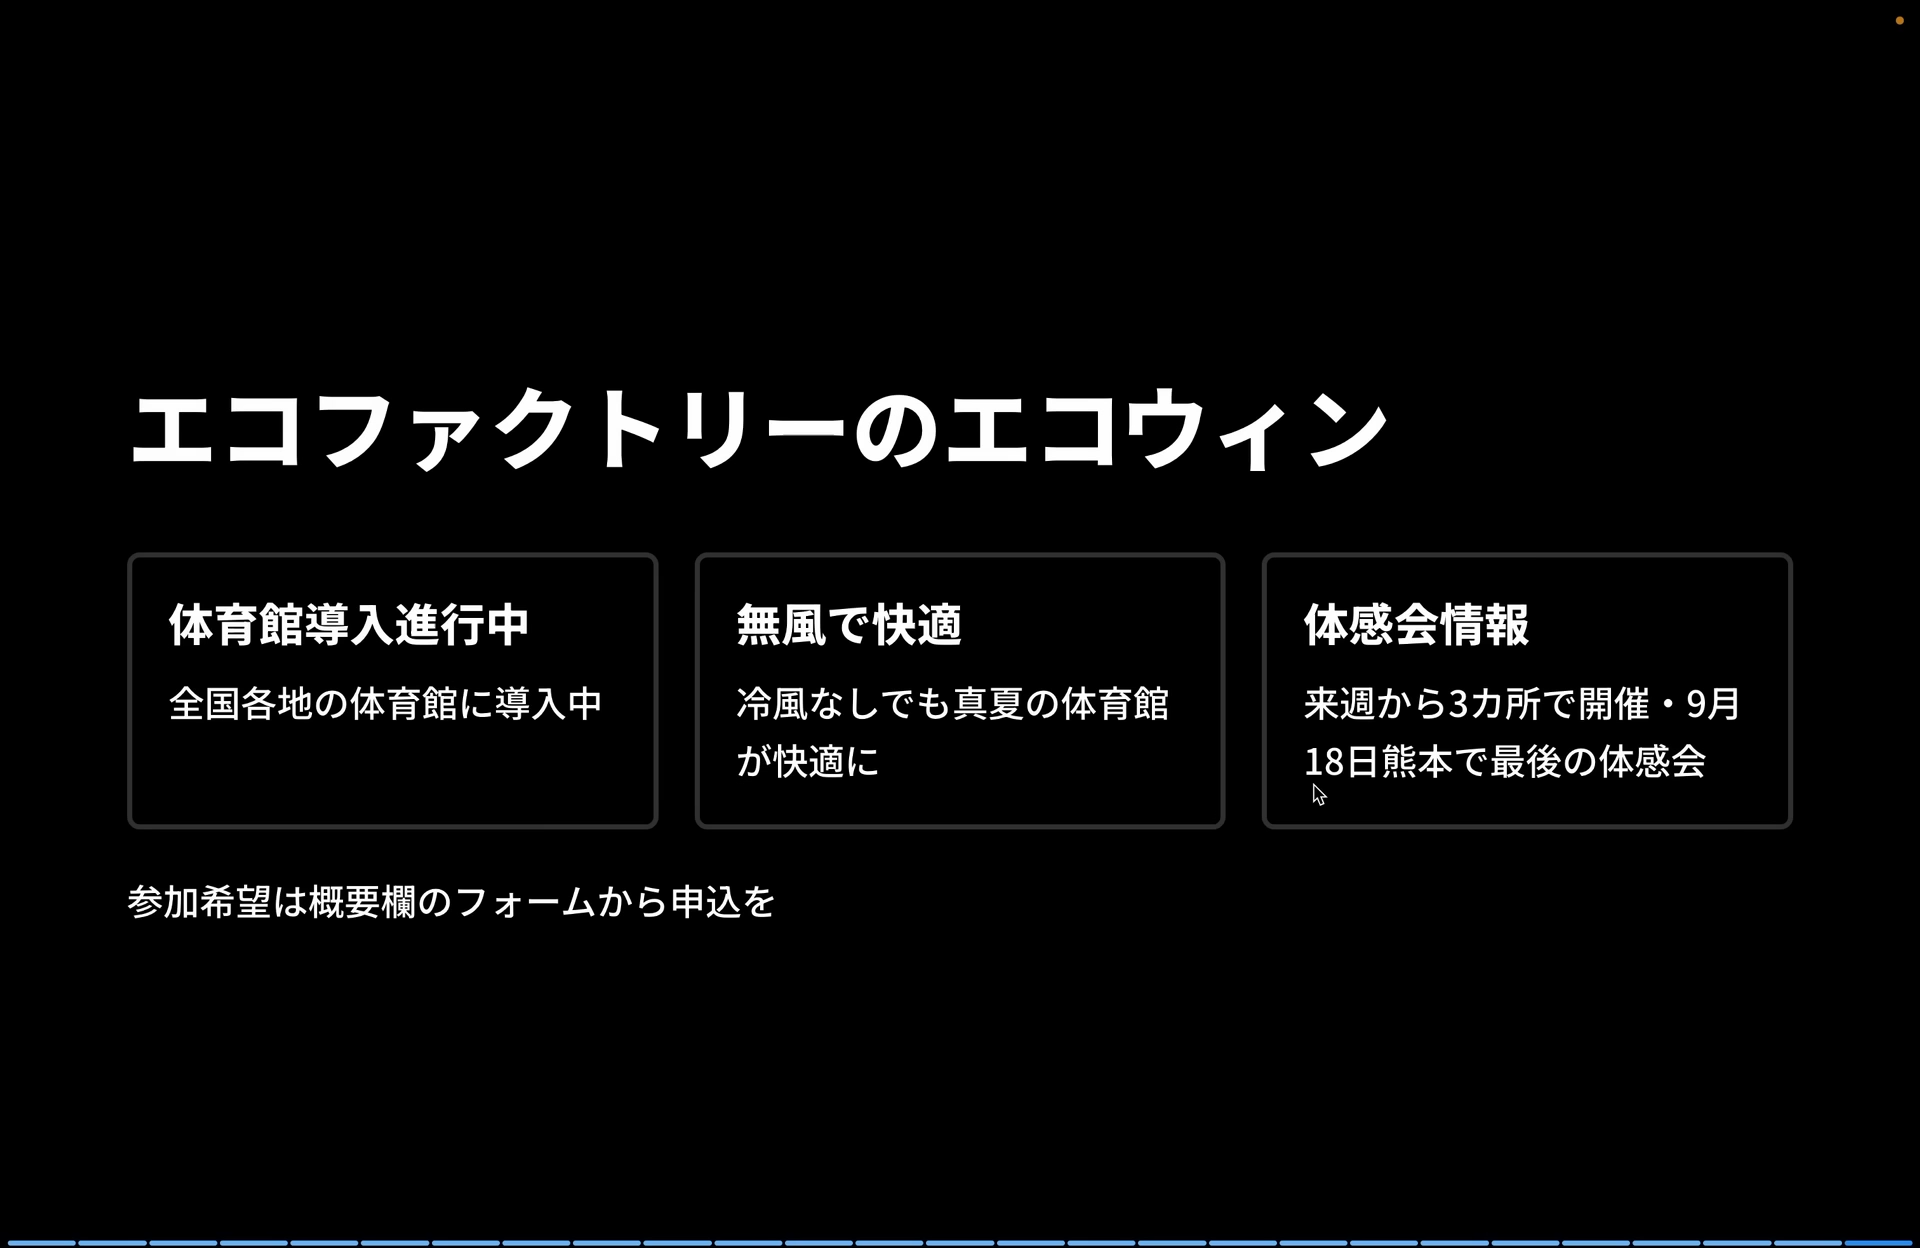 エコファクトリーのエコウィン
体育館導入進行中
全国各地の体育館に導入中
無風で快適
冷風なしでも真夏の体育館
が快適に
体感会情報
来週から3カ所で開催・9月
18日熊本で最後の体感会
参加希望は概要欄のフォームから申込を